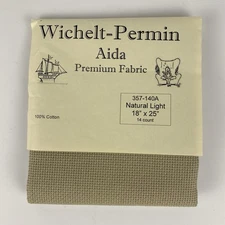 Wichelt-Permin
Aida
Premium Fabric
357-140A
Natural Light
18" x 25"
14 count
100% Cotton